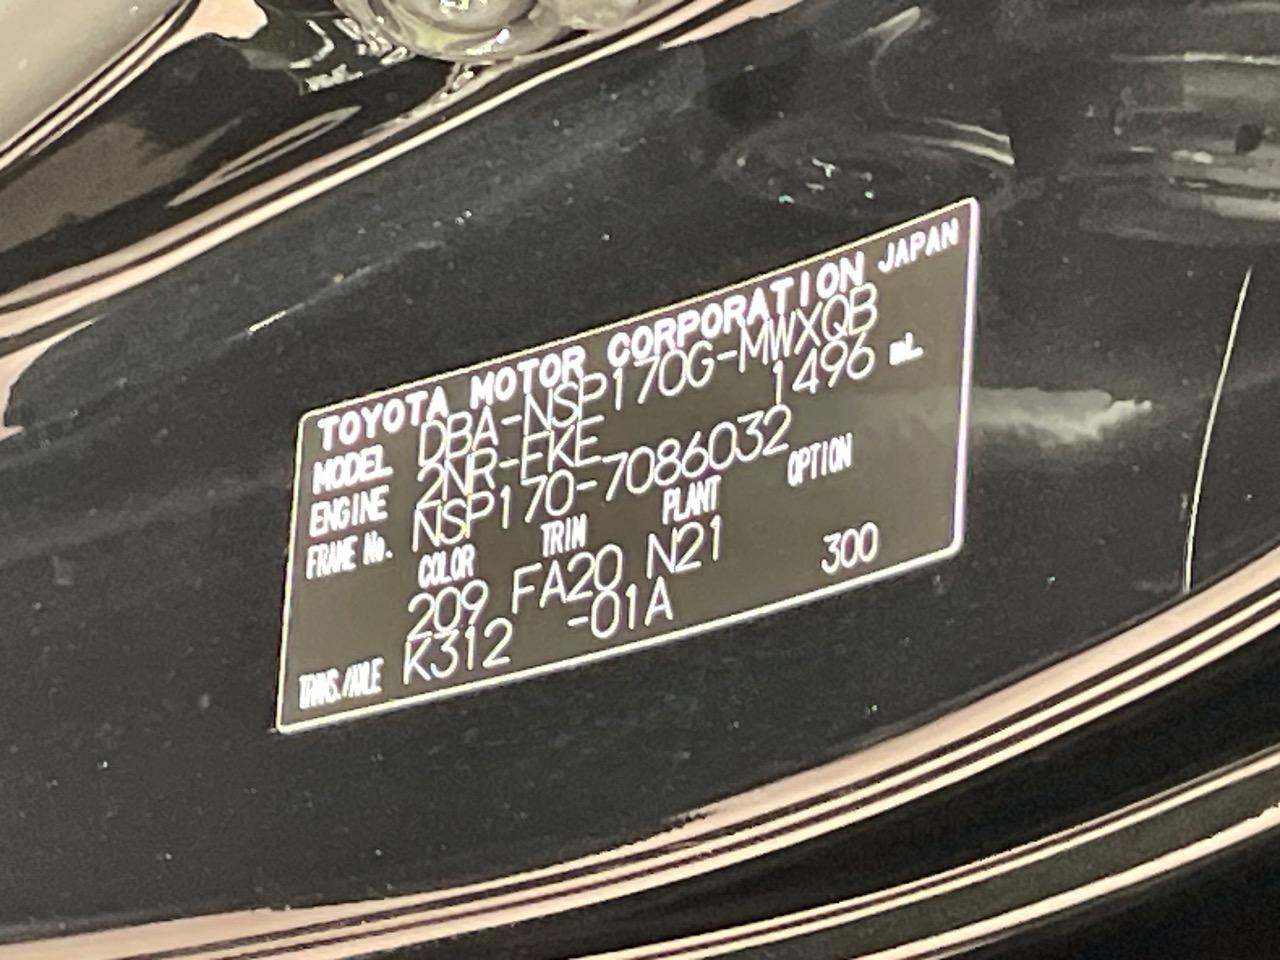 TOYOTA MOTOR CORPORATION JAPAN
MODEL DBA-NSP170G-MWXQB
ENGINE 2NR-FKE 1496 mL
FRAME No. NSP170-7086032
COLOR TRIM PLANT OPTION
209 FA20 N21 300
TRANS./AXLE K312 -01A